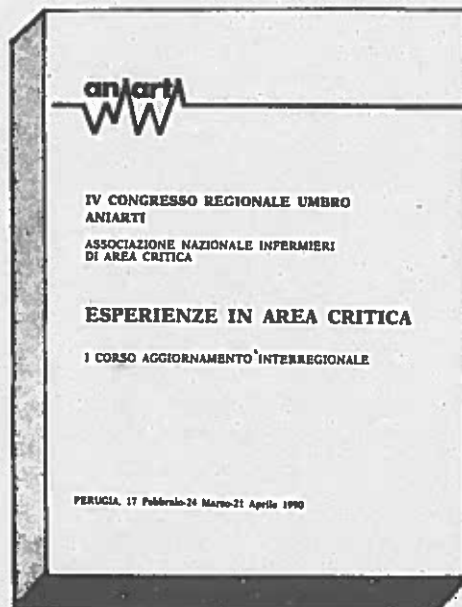 aniarti
IV CONGRESSO REGIONALE UMBRO
ANIARTI
ASSOCIAZIONE NAZIONALE INFERMIERI
DI AREA CRITICA
ESPERIENZE IN AREA CRITICA
I CORSO AGGIORNAMENTO INTERREGIONALE
PERUGIA, 17 Febbraio-24 Marzo-21 Aprile 1990